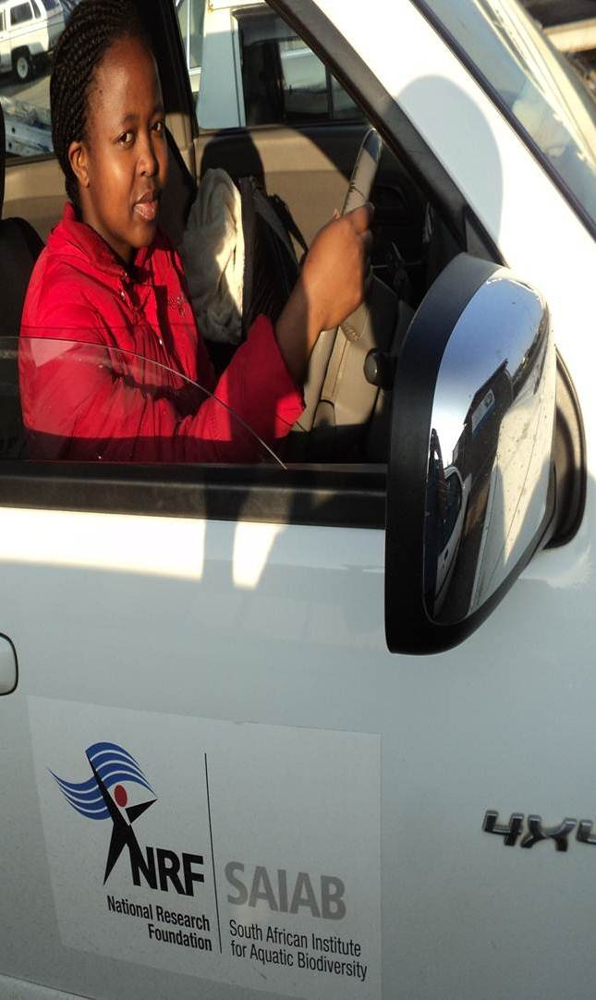 4X4
NRF
National Research
Foundation
SAIAB
South African Institute
for Aquatic Biodiversity